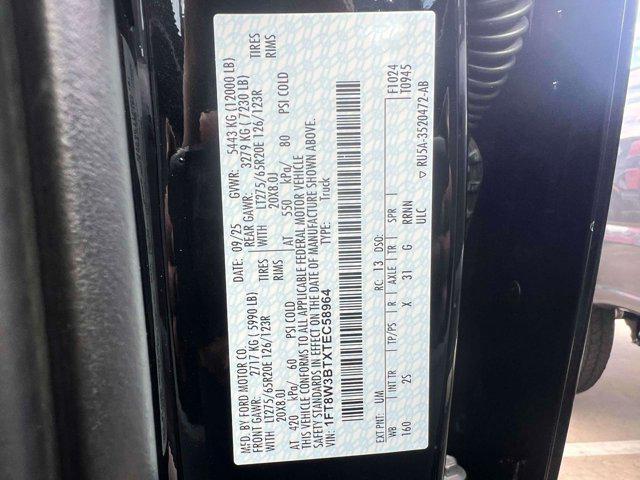 MFD. BY FORD MOTOR CO.
DATE: 09/25 GVWR: 5443 KG (12000 LB)
FRONT GAWR: 2717 KG ( 5990 LB) REAR GAWR: 3279 KG ( 7230 LB)
WITH LT275/65R20E 126/123R TIRES WITH LT275/65R20E 126/123R TIRES
20X8.0J RIMS 20X8.0J RIMS
AT 420 kPa/ 60 PSI COLD AT 550 kPa/ 80 PSI COLD
THIS VEHICLE CONFORMS TO ALL APPLICABLE FEDERAL MOTOR VEHICLE
SAFETY STANDARDS IN EFFECT ON THE DATE OF MANUFACTURE SHOWN ABOVE.
VIN: 1FT8W3BTXTEC58964 TYPE: Truck
F1024
T0945
EXT PNT: UM RC: 13 DSO:
WB INT TR TP/PS R AXLE TR SPR
160 2S X 31 G RRNN
ULC
▽ RU5A-3520472-AB